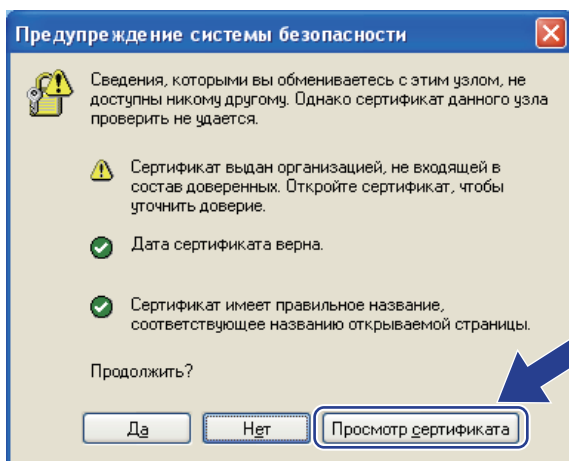 Предупреждение системы безопасности
Сведения, которыми вы обмениваетесь с этим узлом, не
доступны никому другому. Однако сертификат данного узла
проверить не удается.
Сертификат выдан организацией, не входящей в
состав доверенных. Откройте сертификат, чтобы
уточнить доверие.
Дата сертификата верна.
Сертификат имеет правильное название,
соответствующее названию открываемой страницы.
Продолжить?
Да Нет Просмотр сертификата